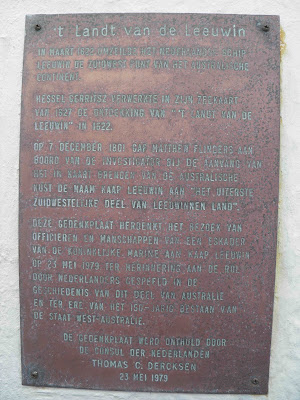 't Landt van de Leeuwin
IN MAART 1622 HET NEDERLANDSE SCHIP
LEEUWIN DE ZUIDWEST PUNT VAN HET AUSTRALISCHE
CONTINENT.
HESSEL GERRITSZ VERWERKTE IN ZIJN ZEEKAART
VAN 1627 DE ONTDEKKING VAN "'T LANDT VAN DE
LEEUWIN" IN 1622.
OP 7 DECEMBER 1801 GAF MATTHEW FLINDERS AAN
BOORD VAN DE INVESTIGATOR BIJ DE AANVANG VAN
HET IN KAART BRENGEN VAN DE AUSTRALISCHE
KUST DE NAAM KAAP LEEUWIN AAN "HET UITERSTE
ZUIDWESTELIJKE DEEL VAN LEEUWINNEN LAND".
DEZE GEDENKPLAAT HERDENKT HET BEZOEK VAN
OFFICIEREN EN MANSCHAPPEN VAN EEN ESKADER
VAN DE KONINKLIJKE MARINE AAN KAAP LEEUWIN
OP 23 MEI 1979 TER HERINNERING AAN DE ROL
DOOR NEDERLANDERS GESPEELD IN DE
GESCHIEDENIS VAN DIT DEEL VAN AUSTRALIE
EN TER ERE VAN HET 150-JARIG BESTAAN VAN
DE STAAT WEST-AUSTRALIE.
DE GEDENKPLAAT WERD ONTHULD DOOR
DE CONSUL DER NEDERLANDEN
THOMAS C. DERCKSEN
23 MEI 1979